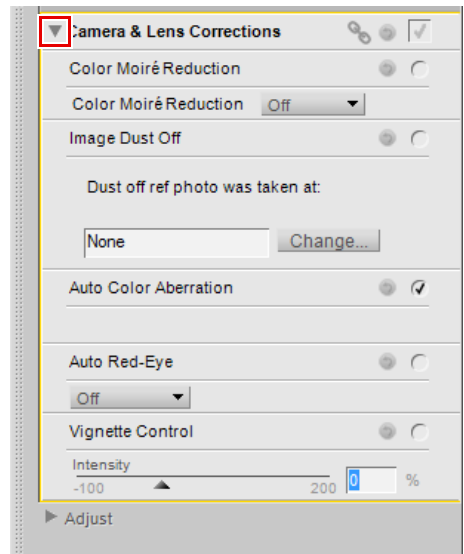 Camera & Lens Corrections
Color Moiré Reduction
Color Moiré Reduction Off
Image Dust Off
Dust off ref photo was taken at:
None Change...
Auto Color Aberration
Auto Red-Eye
Off
Vignette Control
Intensity
-100 200 0 %
Adjust